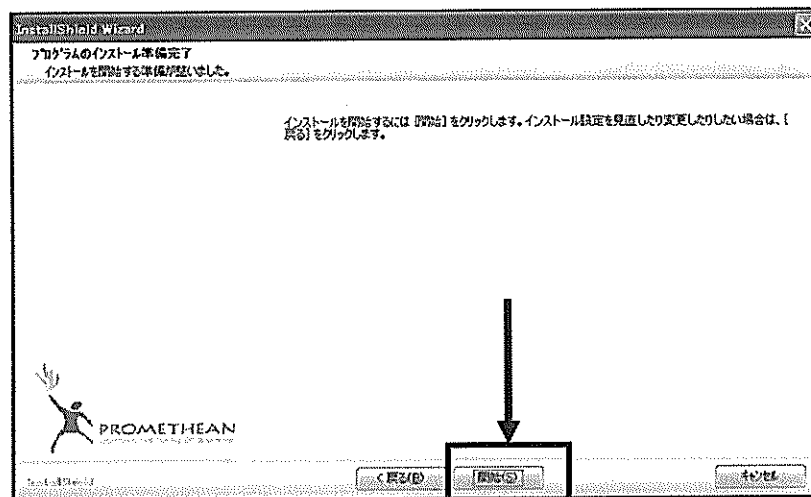 InstallShield Wizard
プログラムのインストール準備完了
インストールを開始する準備が整いました。
インストールを開始するには [開始] をクリックします。インストール設定を見直したり変更したりしたい場合は、[
戻る] をクリックします。
PROMETHEAN
InstallShield
< 戻る(B)
開始(S)
キャンセル